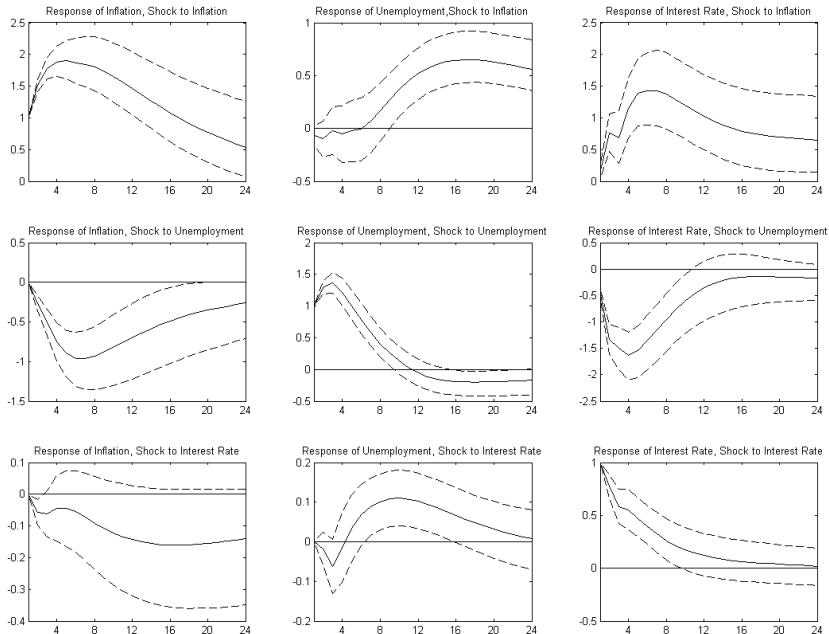 Response of Inflation, Shock to Inflation
2.5
2
1.5
1
0.5
0
4 8 12 16 20 24
Response of Unemployment,Shock to Inflation
1
0.5
0
-0.5
4 8 12 16 20 24
Response of Interest Rate, Shock to Inflation
2.5
2
1.5
1
0.5
0
4 8 12 16 20 24
Response of Inflation, Shock to Unemployment
0.5
0
-0.5
-1
-1.5
4 8 12 16 20 24
Response of Unemployment, Shock to Unemployment
2
1.5
1
0.5
0
-0.5
4 8 12 16 20 24
Response of Interest Rate, Shock to Unemployment
0.5
0
-0.5
-1
-1.5
-2
-2.5
4 8 12 16 20 24
Response of Inflation, Shock to Interest Rate
0.1
0
-0.1
-0.2
-0.3
-0.4
4 8 12 16 20 24
Response of Unemployment, Shock to Interest Rate
0.2
0.1
0
-0.1
-0.2
4 8 12 16 20 24
Response of Interest Rate, Shock to Interest Rate
1
0.5
0
-0.5
4 8 12 16 20 24